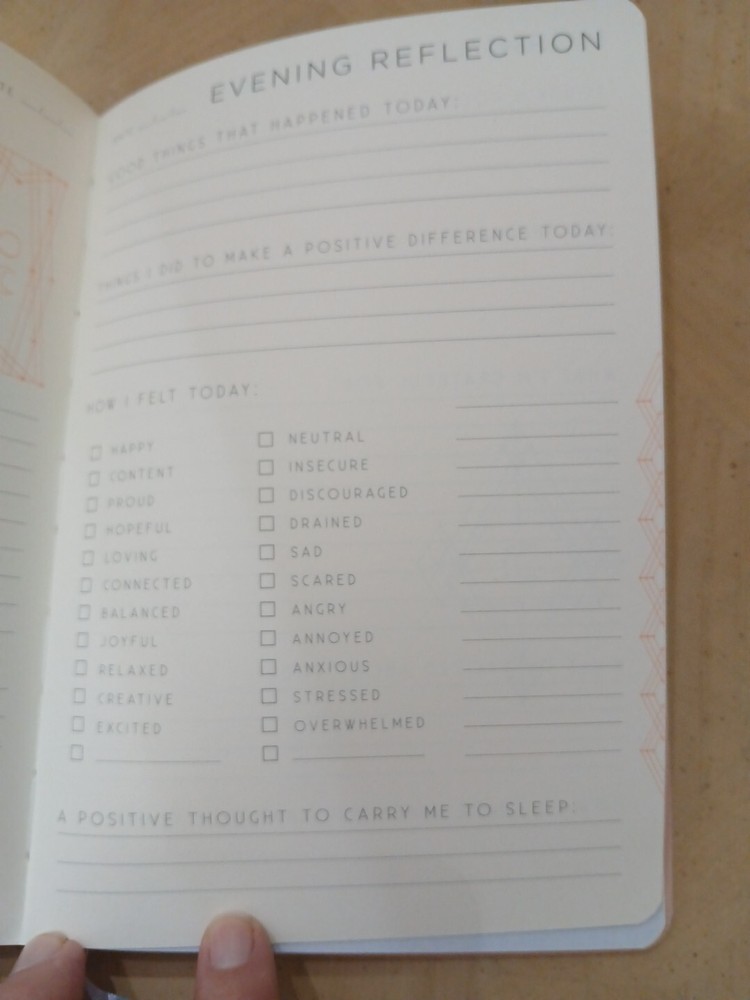 EVENING REFLECTION
GOOD THINGS THAT HAPPENED TODAY:
THINGS I DID TO MAKE A POSITIVE DIFFERENCE TODAY:
HOW I FELT TODAY:
HAPPY NEUTRAL
CONTENT INSECURE
PROUD DISCOURAGED
HOPEFUL DRAINED
LOVING SAD
CONNECTED SCARED
BALANCED ANGRY
JOYFUL ANNOYED
RELAXED ANXIOUS
CREATIVE STRESSED
EXCITED OVERWHELMED
A POSITIVE THOUGHT TO CARRY ME TO SLEEP: